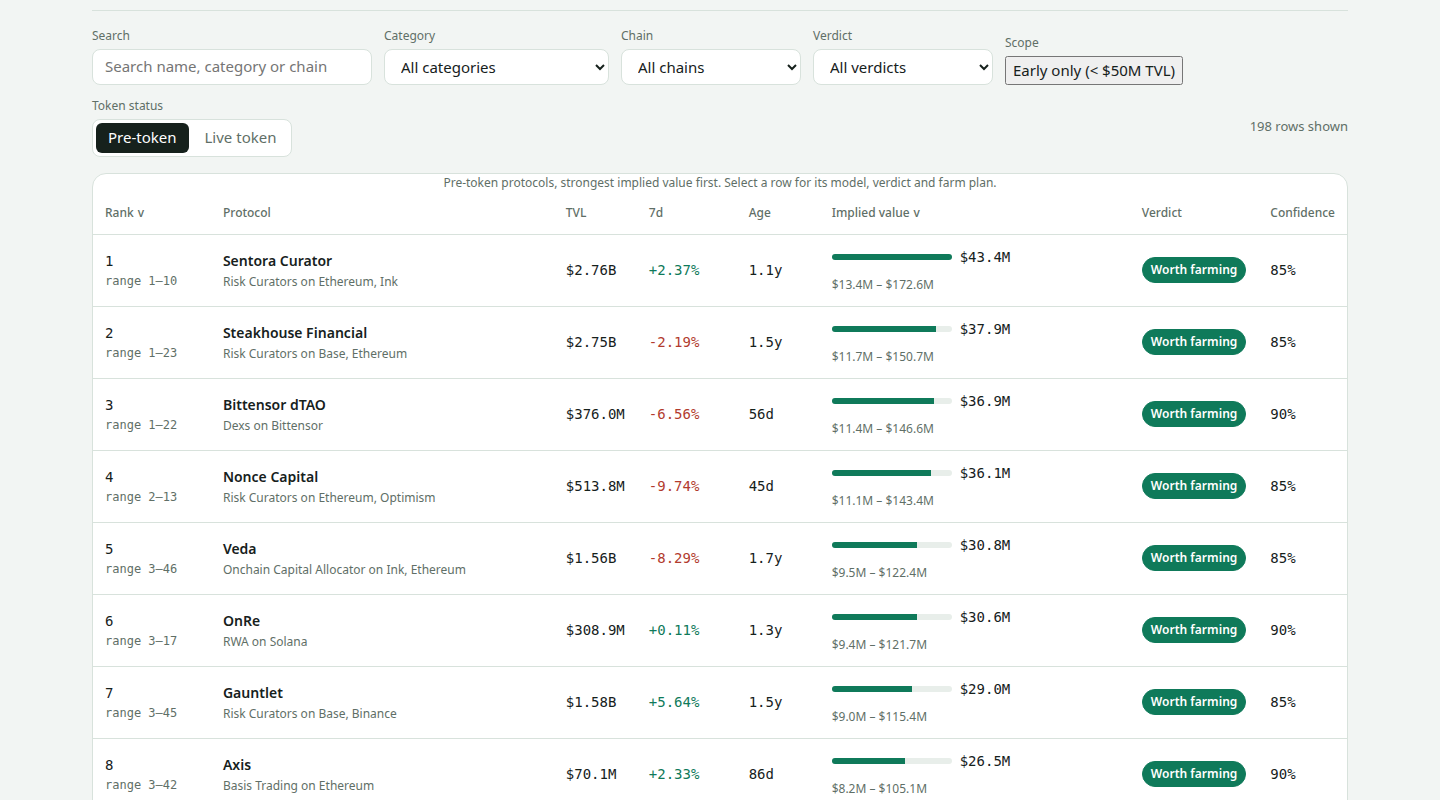 Search
Category
Chain
Verdict
Scope
Search name, category or chain
All categories
All chains
All verdicts
Early only (< $50M TVL)
Token status
Pre-token
Live token
198 rows shown
Pre-token protocols, strongest implied value first. Select a row for its model, verdict and farm plan.
Rank v Protocol TVL 7d Age Implied value v Verdict Confidence
1 Sentora Curator $2.76B +2.37% 1.1y $43.4M Worth farming 85%
range 1–10 Risk Curators on Ethereum, Ink $13.4M – $172.6M
2 Steakhouse Financial $2.75B -2.19% 1.5y $37.9M Worth farming 85%
range 1–23 Risk Curators on Base, Ethereum $11.7M – $150.7M
3 Bittensor dTAO $376.0M -6.56% 56d $36.9M Worth farming 90%
range 1–22 Dexs on Bittensor $11.4M – $146.6M
4 Nonce Capital $513.8M -9.74% 45d $36.1M Worth farming 85%
range 2–13 Risk Curators on Ethereum, Optimism $11.1M – $143.4M
5 Veda $1.56B -8.29% 1.7y $30.8M Worth farming 85%
range 3–46 Onchain Capital Allocator on Ink, Ethereum $9.5M – $122.4M
6 OnRe $308.9M +0.11% 1.3y $30.6M Worth farming 90%
range 3–17 RWA on Solana $9.4M – $121.7M
7 Gauntlet $1.58B +5.64% 1.5y $29.0M Worth farming 85%
range 3–45 Risk Curators on Base, Binance $9.0M – $115.4M
8 Axis $70.1M +2.33% 86d $26.5M Worth farming 90%
range 3–42 Basis Trading on Ethereum $8.2M – $105.1M